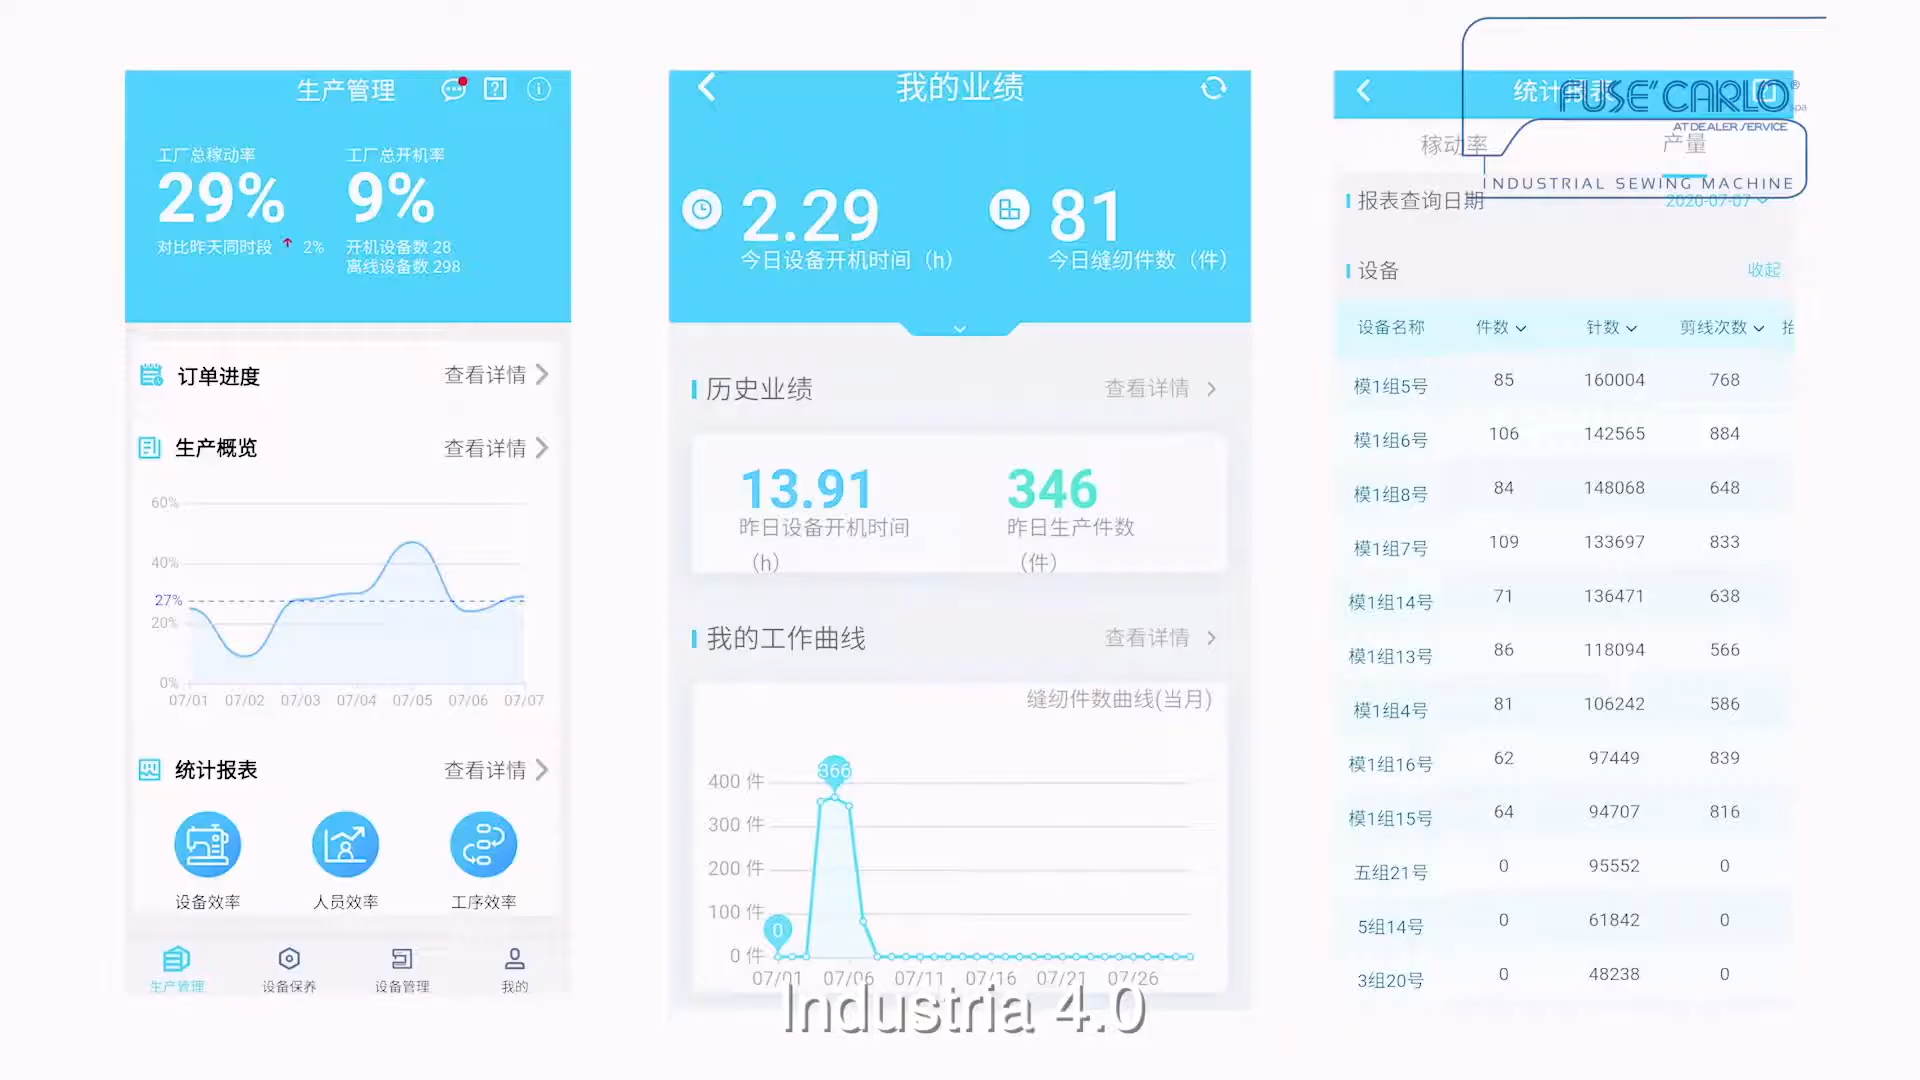 生产管理
工厂总稼动率 工厂总开机率
29% 9%
对比昨天同时段 2% 开机设备数 28
离线设备数 298
订单进度 查看详情
生产概览 查看详情
60%
40%
27%
20%
0%
07/01 07/02 07/03 07/04 07/05 07/06 07/07
统计报表 查看详情
设备效率 人员效率 工序效率
生产管理 设备保养 设备管理 我的
我的业绩
2.29 81
今日设备开机时间（h） 今日缝纫件数（件）
历史业绩 查看详情
13.91 346
昨日设备开机时间 昨日生产件数
（h） （件）
我的工作曲线 查看详情
缝纫件数曲线(当月)
366
400 件
300 件
200 件
100 件
0
0 件
07/01 07/06 07/11 07/16 07/21 07/26
Industria 4.0
统计报表
FUSE" CARLO® spa
AT DEALER SERVICE
INDUSTRIAL SEWING MACHINE
稼动率 产量
报表查询日期 2020-07-07
设备 收起
设备名称 件数 针数 剪线次数
模1组5号 85 160004 768
模1组6号 106 142565 884
模1组8号 84 148068 648
模1组7号 109 133697 833
模1组14号 71 136471 638
模1组13号 86 118094 566
模1组4号 81 106242 586
模1组16号 62 97449 839
模1组15号 64 94707 816
五组21号 0 95552 0
5组14号 0 61842 0
3组20号 0 48238 0